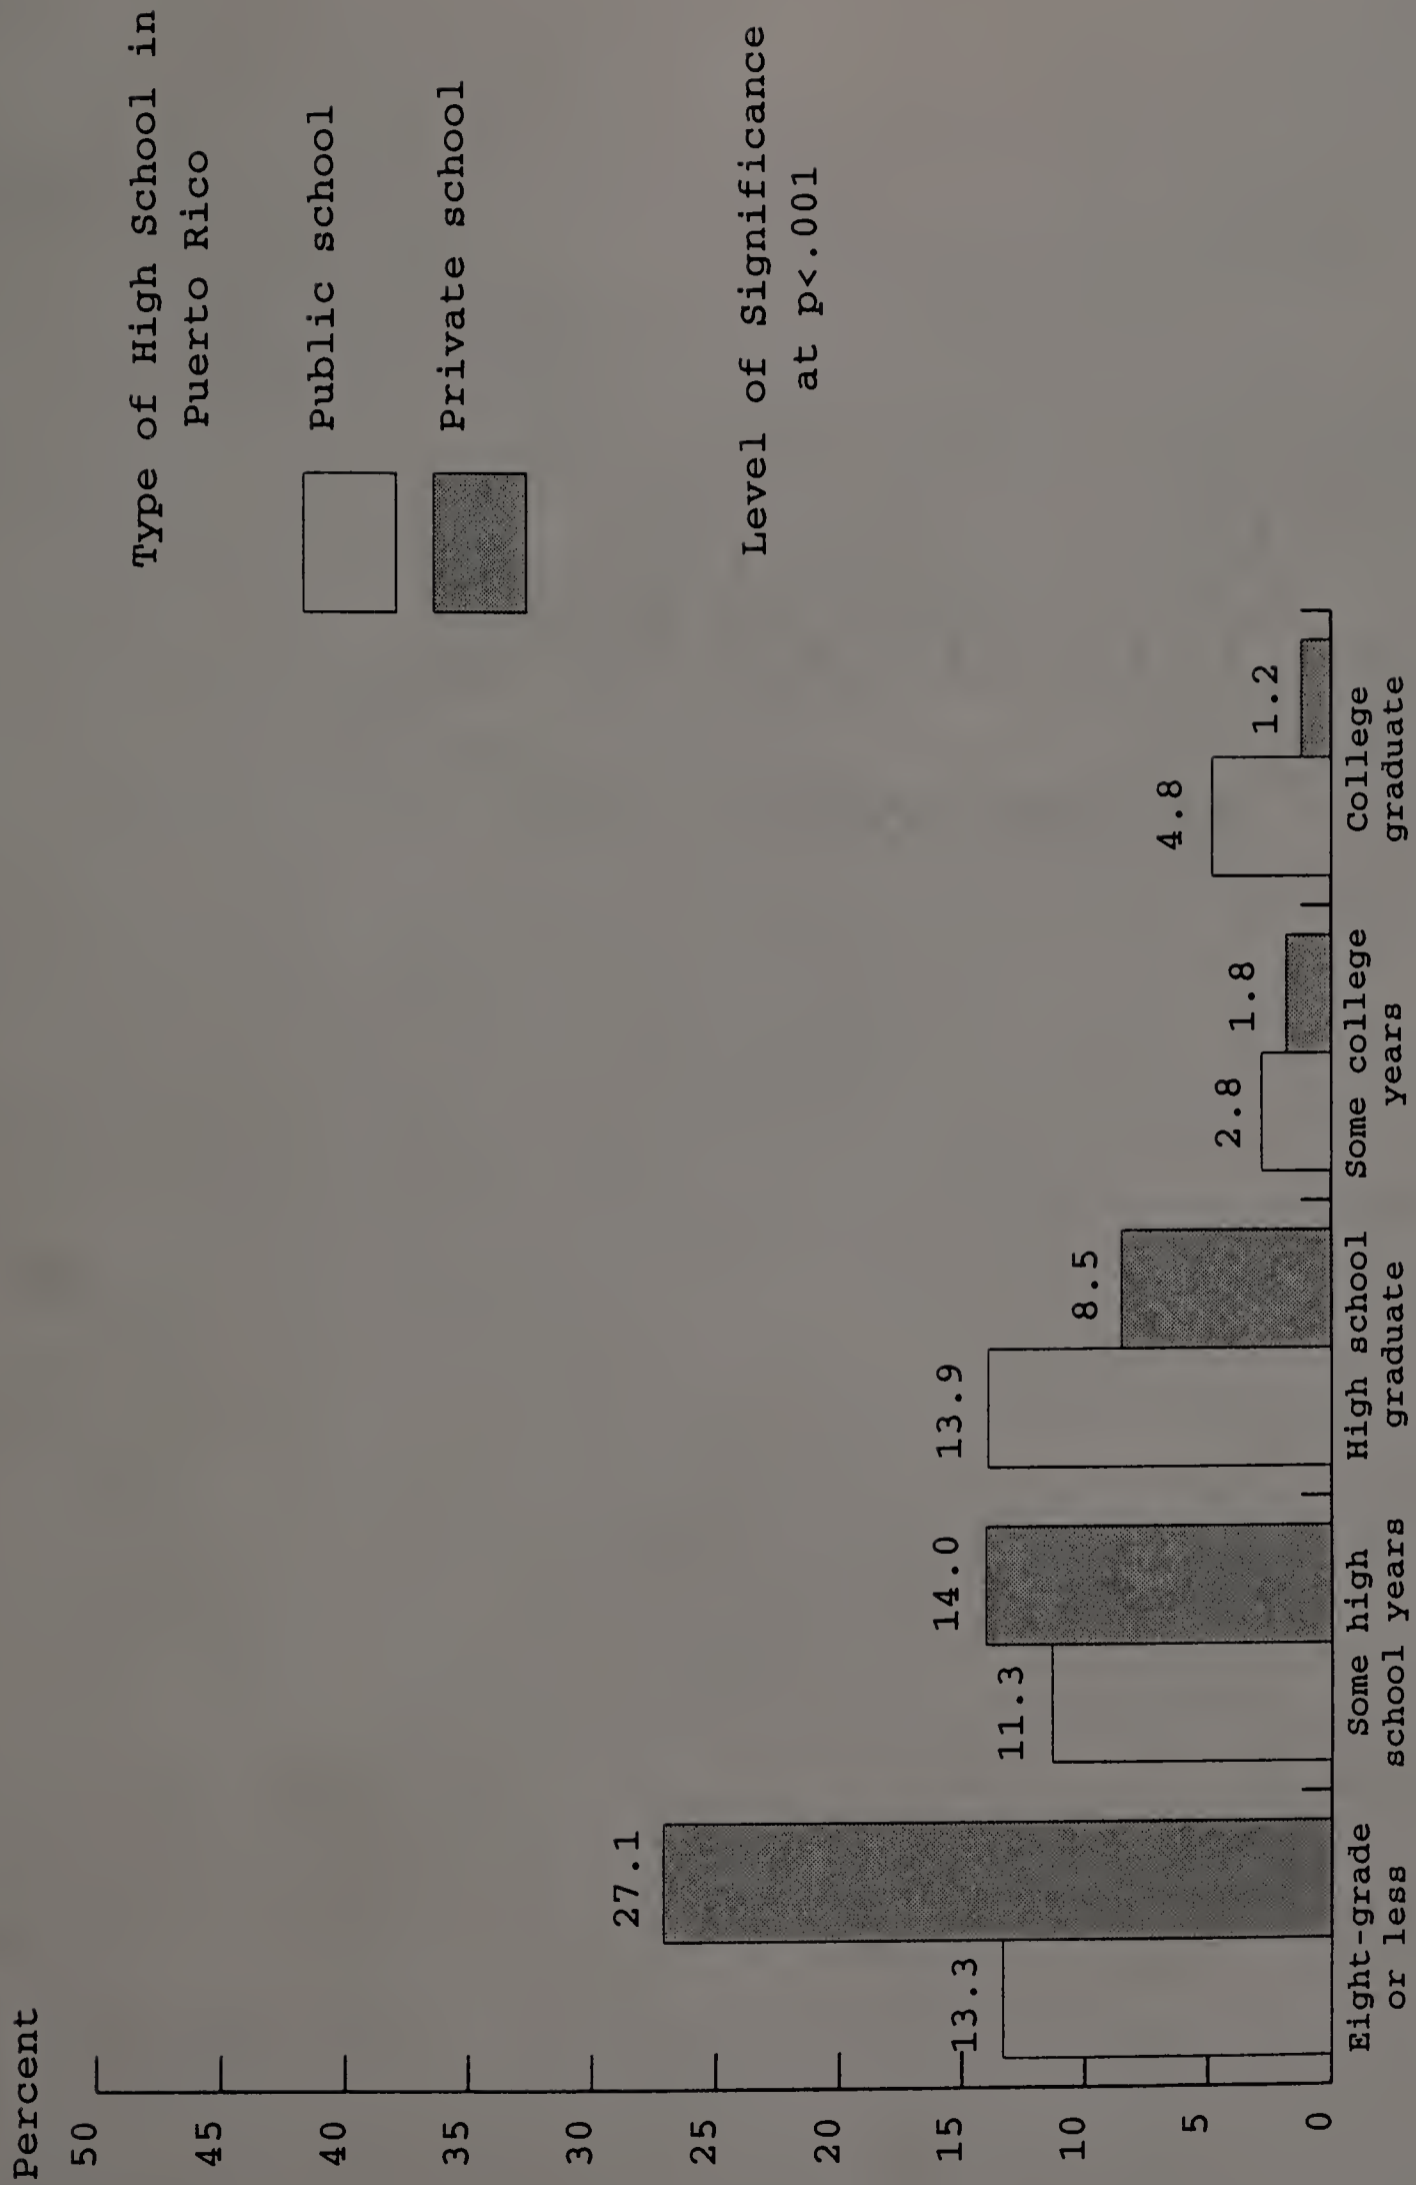 Percent
50
45
40
35
30
25
20
15
10
5
0
Type of High School in
Puerto Rico
Public school
Private school
Level of Significance
at p<.001
13.3
27.1
11.3
14.0
13.9
8.5
2.8
1.8
4.8
1.2
Eight-grade
or less
Some high
school years
High school
graduate
Some college
years
College
graduate